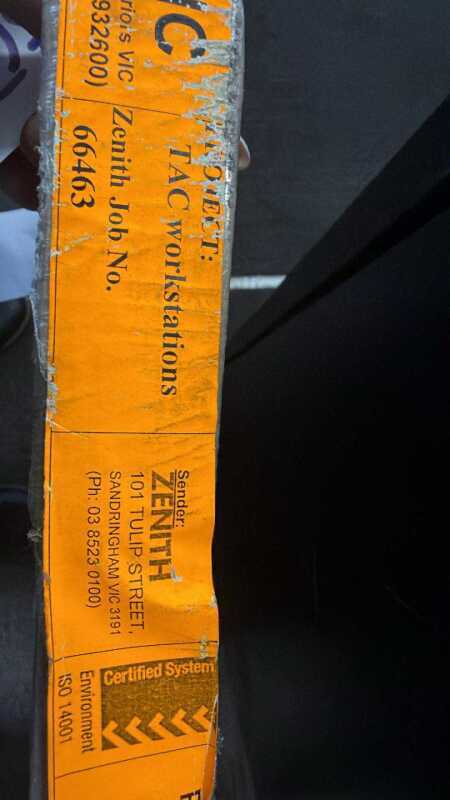 riors VIC
932600)
PROJECT:
TAC workstations
Zenith Job No.
66463
Sender:
ZENITH
101 TULIP STREET,
SANDRINGHAM VIC 3191
(Ph: 03 8523 0100)
Certified System
Environment
ISO 14001